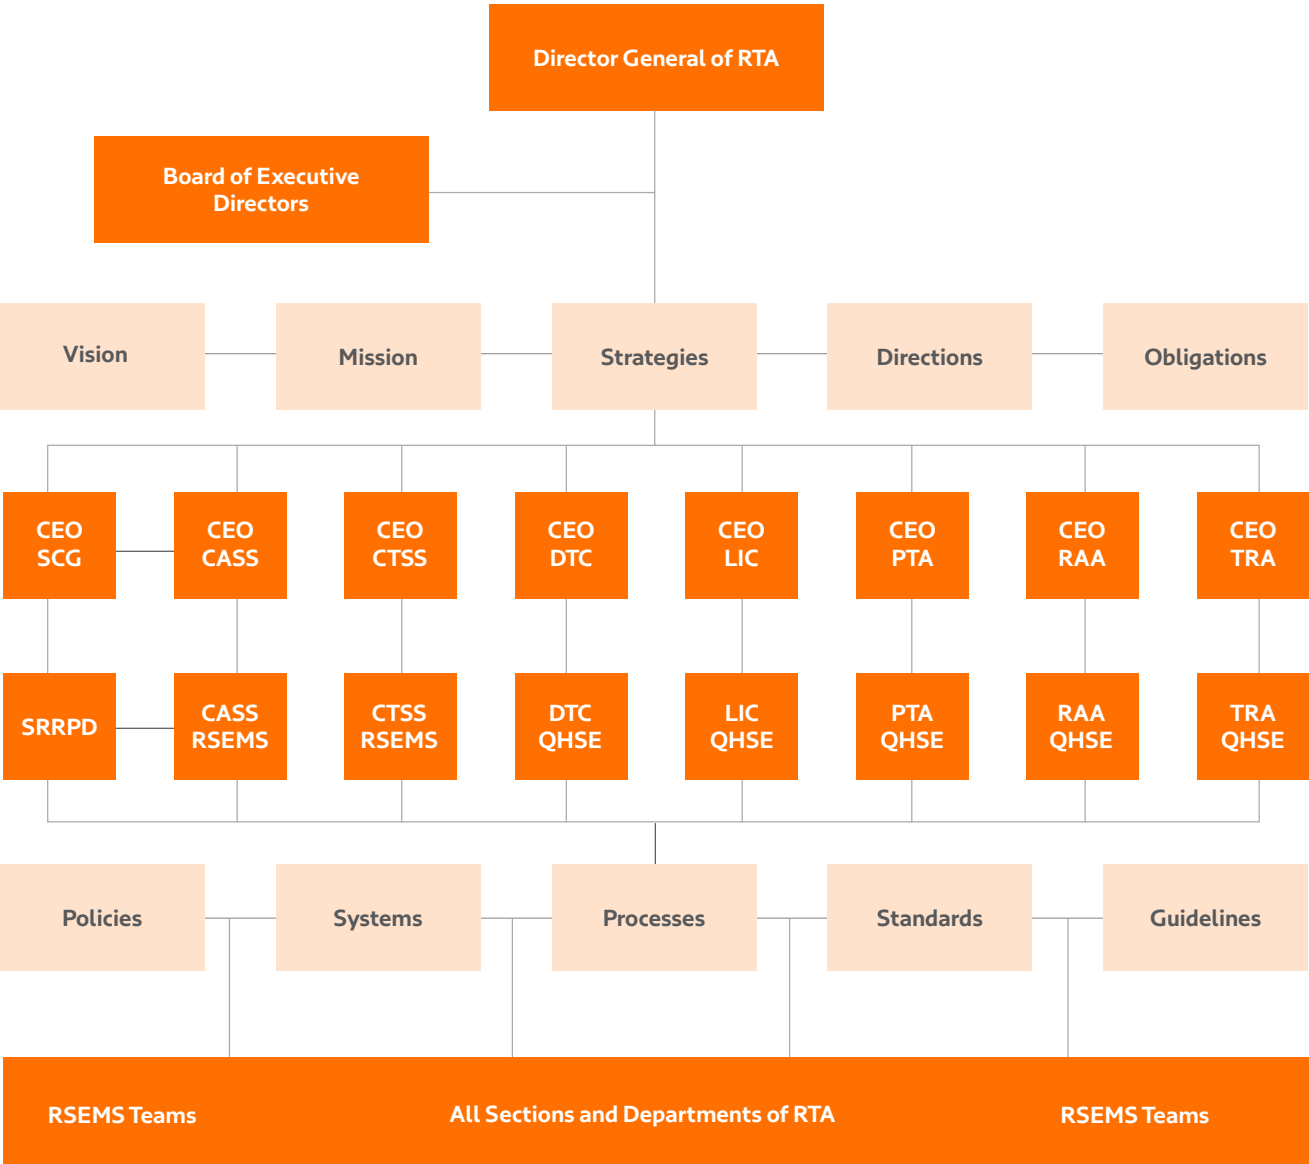 Director General of RTA
Board of Executive
Directors
Vision
Mission
Strategies
Directions
Obligations
CEO
SCG
CEO
CASS
CEO
CTSS
CEO
DTC
CEO
LIC
CEO
PTA
CEO
RAA
CEO
TRA
SRRPD
CASS
RSEMS
CTSS
RSEMS
DTC
QHSE
LIC
QHSE
PTA
QHSE
RAA
QHSE
TRA
QHSE
Policies
Systems
Processes
Standards
Guidelines
RSEMS Teams
All Sections and Departments of RTA
RSEMS Teams